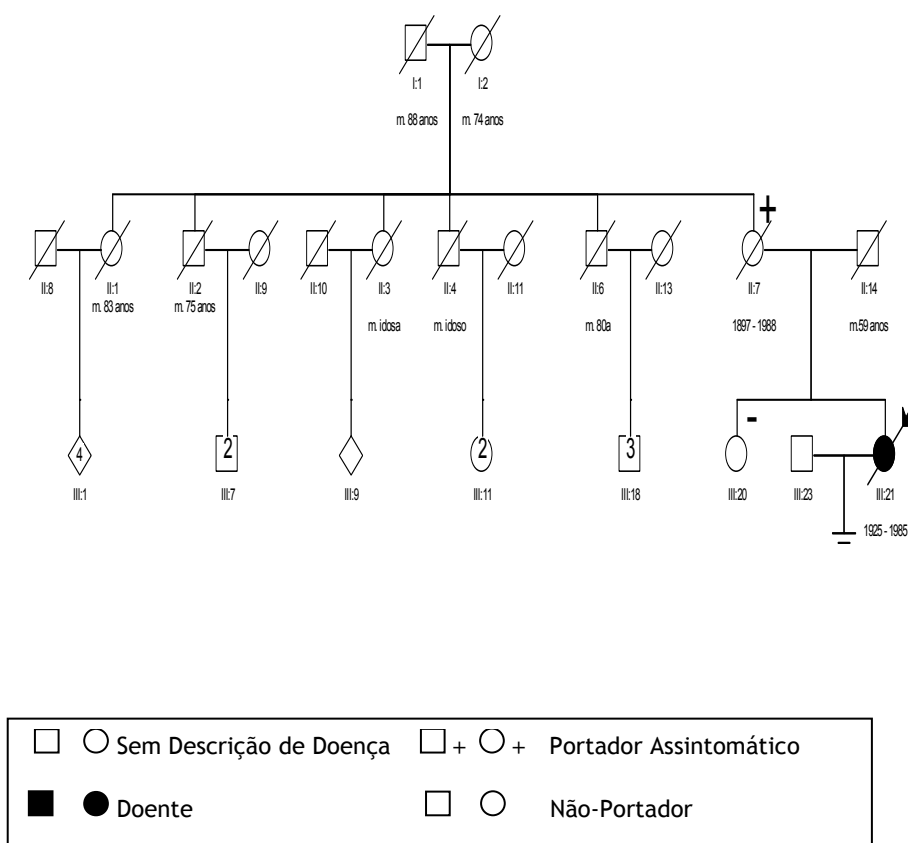 I:1 I:2
m. 88 anos m. 74 anos
+
II:8 II:1 II:2 II:9 II:10 II:3 II:4 II:11 II:6 II:13 II:7 II:14
m. 83 anos m. 75 anos m. idosa m. idoso m. 80a 1897 - 1988 m.59 anos
-
4 2 2 3
III:1 III:7 III:9 III:11 III:18 III:20 III:23 III:21
1925 - 1985
Sem Descrição de Doença + + Portador Assintomático
Doente Não-Portador